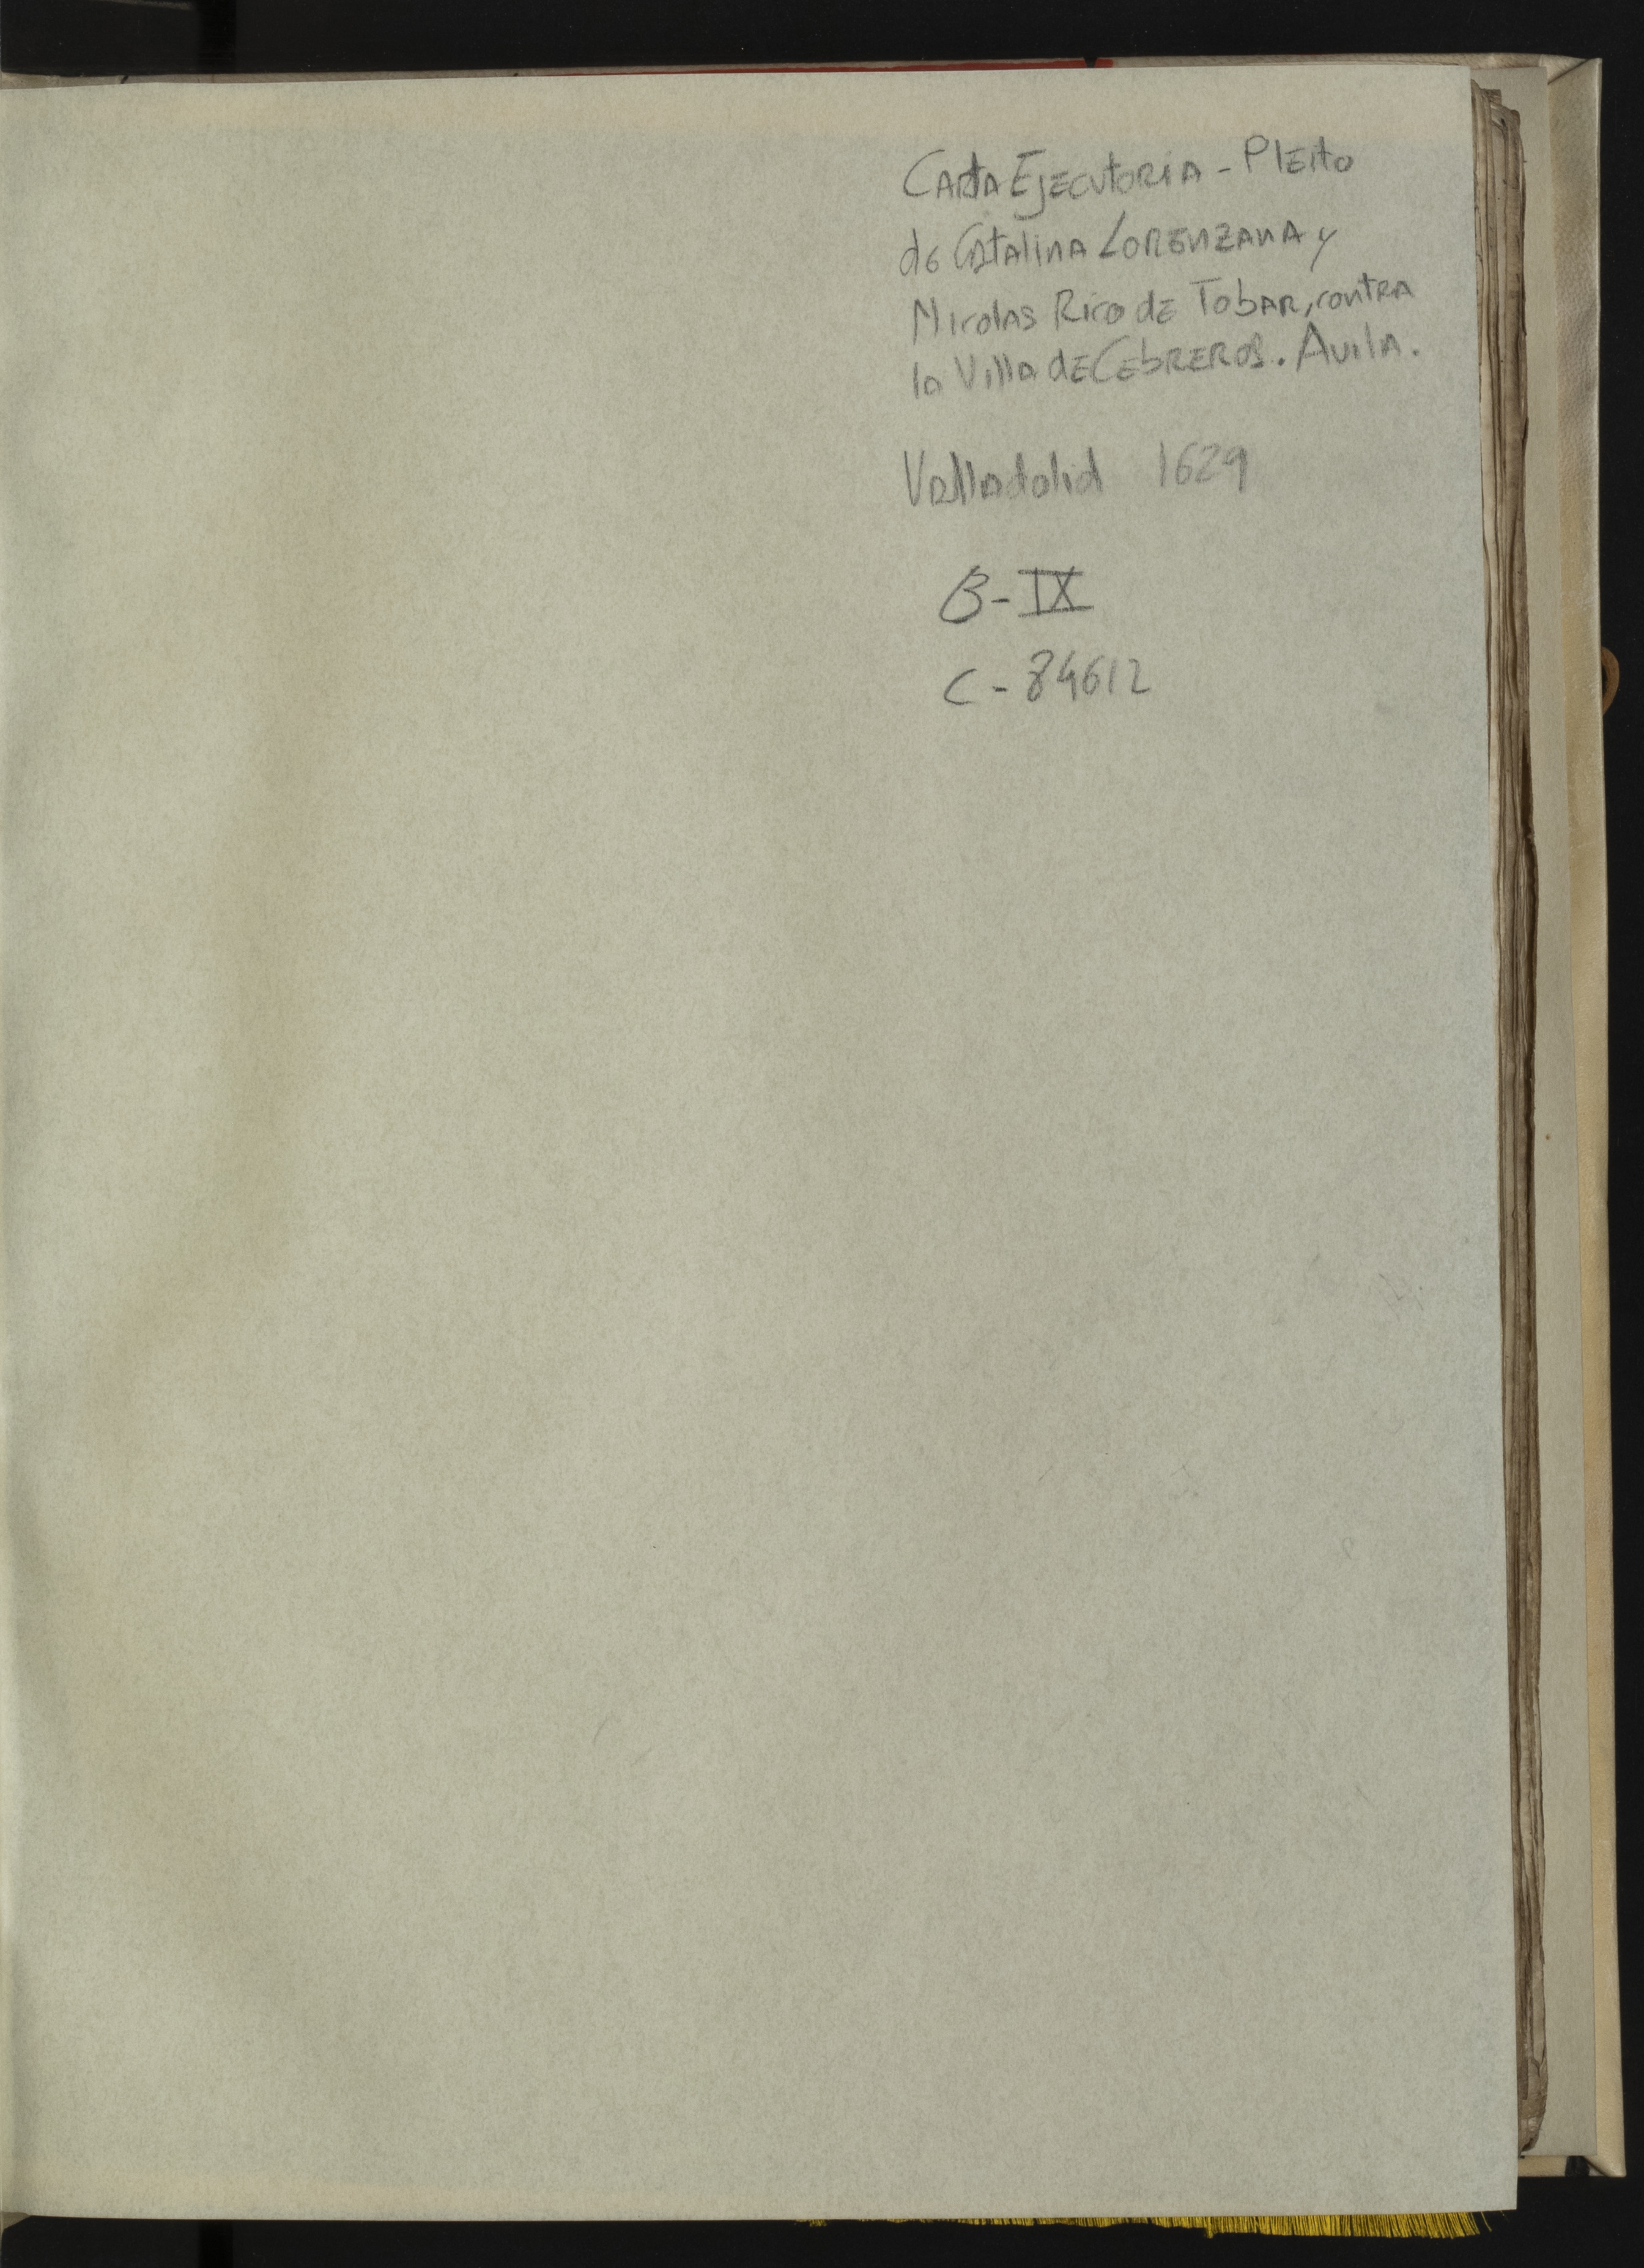 Carta Ejecutoria - Pleito
de Catalina Lorenzana y
Nicolas Rico de Tobar, contra
la Villa de Cebreros. Avila.
Valladolid 1629
B-IX
C-84612